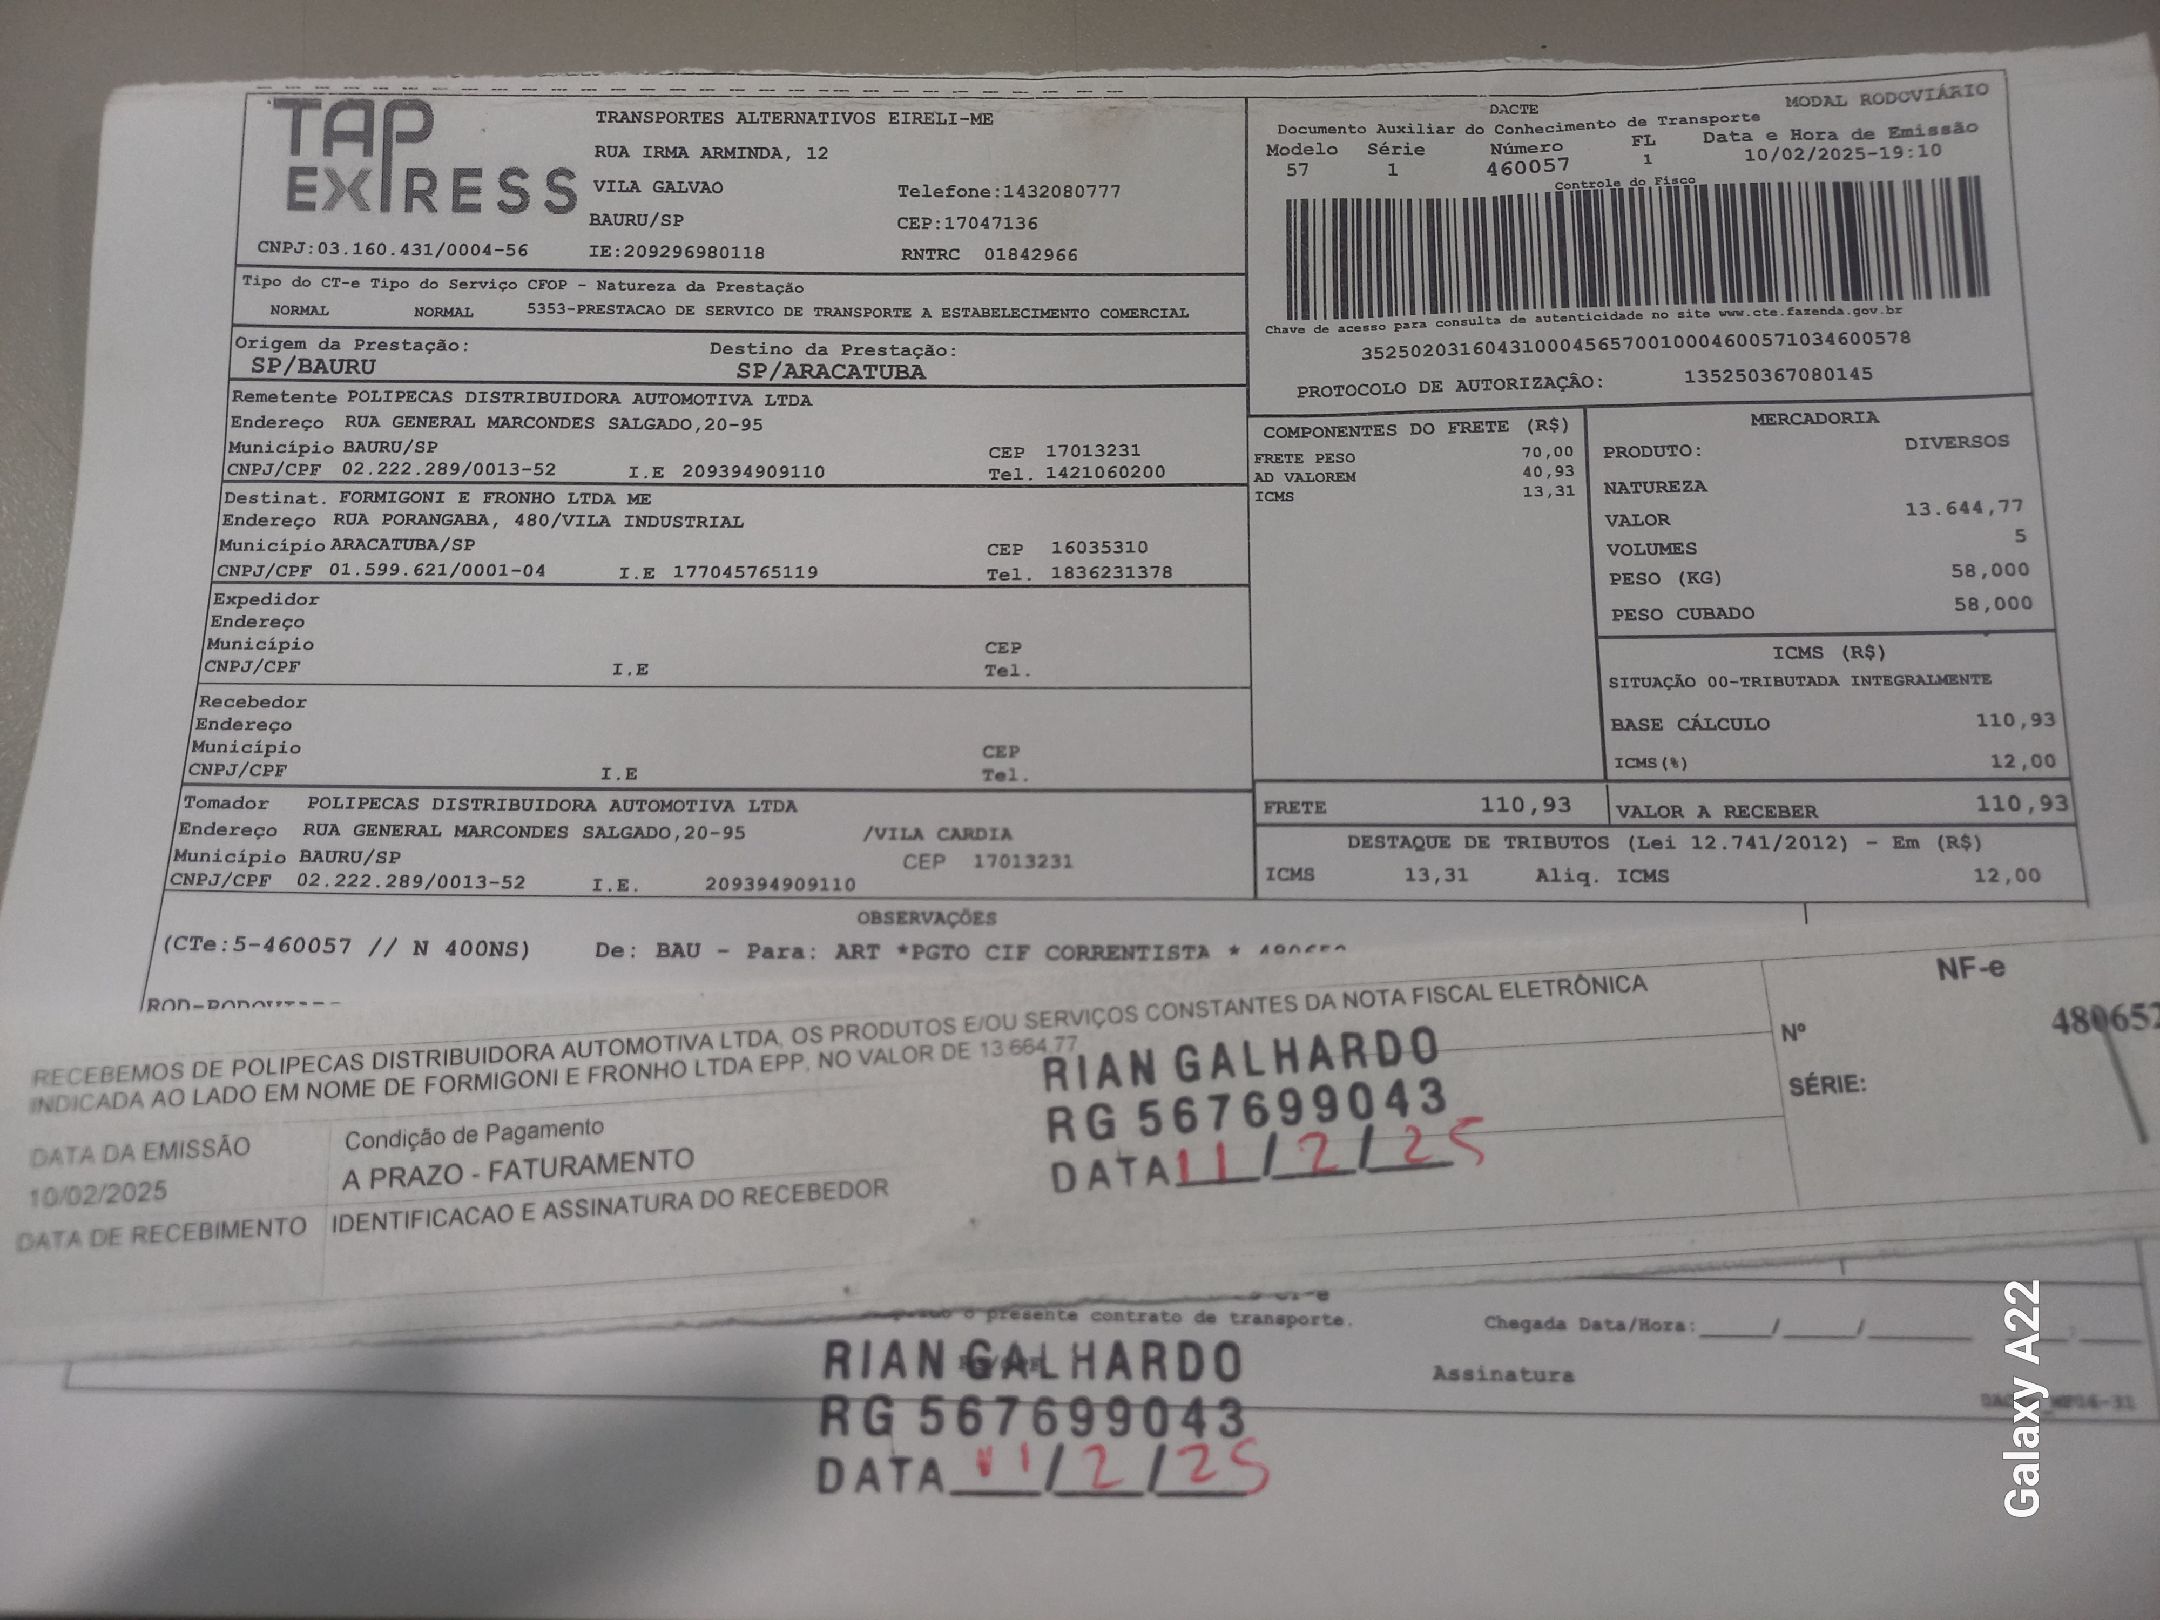 TAP EXPRESS
TRANSPORTES ALTERNATIVOS EIRELI-ME
RUA IRMA ARMINDA, 12
VILA GALVAO Telefone:1432080777
BAURU/SP CEP:17047136
CNPJ:03.160.431/0004-56 IE:209296980118 RNTRC 01842966
DACTE MODAL RODOVIÁRIO
Documento Auxiliar do Conhecimento de Transporte
Modelo Série Número FL Data e Hora de Emissão
57 1 460057 1 10/02/2025-19:10
Controle do Fisco
Chave de acesso para consulta de autenticidade no site www.cte.fazenda.gov.br
35250203160431000456570010004600571034600578
PROTOCOLO DE AUTORIZAÇÃO: 135250367080145
Tipo do CT-e Tipo do Serviço CFOP - Natureza da Prestação
NORMAL NORMAL 5353-PRESTACAO DE SERVICO DE TRANSPORTE A ESTABELECIMENTO COMERCIAL
Origem da Prestação: Destino da Prestação:
SP/BAURU SP/ARACATUBA
Remetente POLIPECAS DISTRIBUIDORA AUTOMOTIVA LTDA
Endereço RUA GENERAL MARCONDES SALGADO,20-95
Município BAURU/SP CEP 17013231
CNPJ/CPF 02.222.289/0013-52 I.E 209394909110 Tel. 1421060200
Destinat. FORMIGONI E FRONHO LTDA ME
Endereço RUA PORANGABA, 480/VILA INDUSTRIAL
Município ARACATUBA/SP CEP 16035310
CNPJ/CPF 01.599.621/0001-04 I.E 177045765119 Tel. 1836231378
Expedidor
Endereço
Município CEP
CNPJ/CPF I.E Tel.
Recebedor
Endereço
Município CEP
CNPJ/CPF I.E Tel.
Tomador POLIPECAS DISTRIBUIDORA AUTOMOTIVA LTDA
Endereço RUA GENERAL MARCONDES SALGADO,20-95 /VILA CARDIA
Município BAURU/SP CEP 17013231
CNPJ/CPF 02.222.289/0013-52 I.E. 209394909110
COMPONENTES DO FRETE (R$)
FRETE PESO 70,00
AD VALOREM 40,93
ICMS 13,31
MERCADORIA
PRODUTO: DIVERSOS
NATUREZA
VALOR 13.644,77
VOLUMES 5
PESO (KG) 58,000
PESO CUBADO 58,000
ICMS (R$)
SITUAÇÃO 00-TRIBUTADA INTEGRALMENTE
BASE CÁLCULO 110,93
ICMS(%) 12,00
FRETE 110,93 VALOR A RECEBER 110,93
DESTAQUE DE TRIBUTOS (Lei 12.741/2012) - Em (R$)
ICMS 13,31 Aliq. ICMS 12,00
OBSERVAÇÕES
(CTe:5-460057 // N 400NS) De: BAU - Para: ART *PGTO CIF CORRENTISTA *
RECEBEMOS DE POLIPECAS DISTRIBUIDORA AUTOMOTIVA LTDA, OS PRODUTOS E/OU SERVIÇOS CONSTANTES DA NOTA FISCAL ELETRÔNICA
INDICADA AO LADO EM NOME DE FORMIGONI E FRONHO LTDA EPP, NO VALOR DE 13.664,77
NF-e
Nº 480652
SÉRIE:
RIAN GALHARDO
RG 567699043
DATA 11/2/25
DATA DA EMISSÃO Condição de Pagamento
10/02/2025 A PRAZO - FATURAMENTO
DATA DE RECEBIMENTO IDENTIFICACAO E ASSINATURA DO RECEBEDOR
o presente contrato de transporte. Chegada Data/Hora:____/____/____
Assinatura
RIAN GALHARDO
RG 567699043
DATA 11/2/25
Galaxy A22